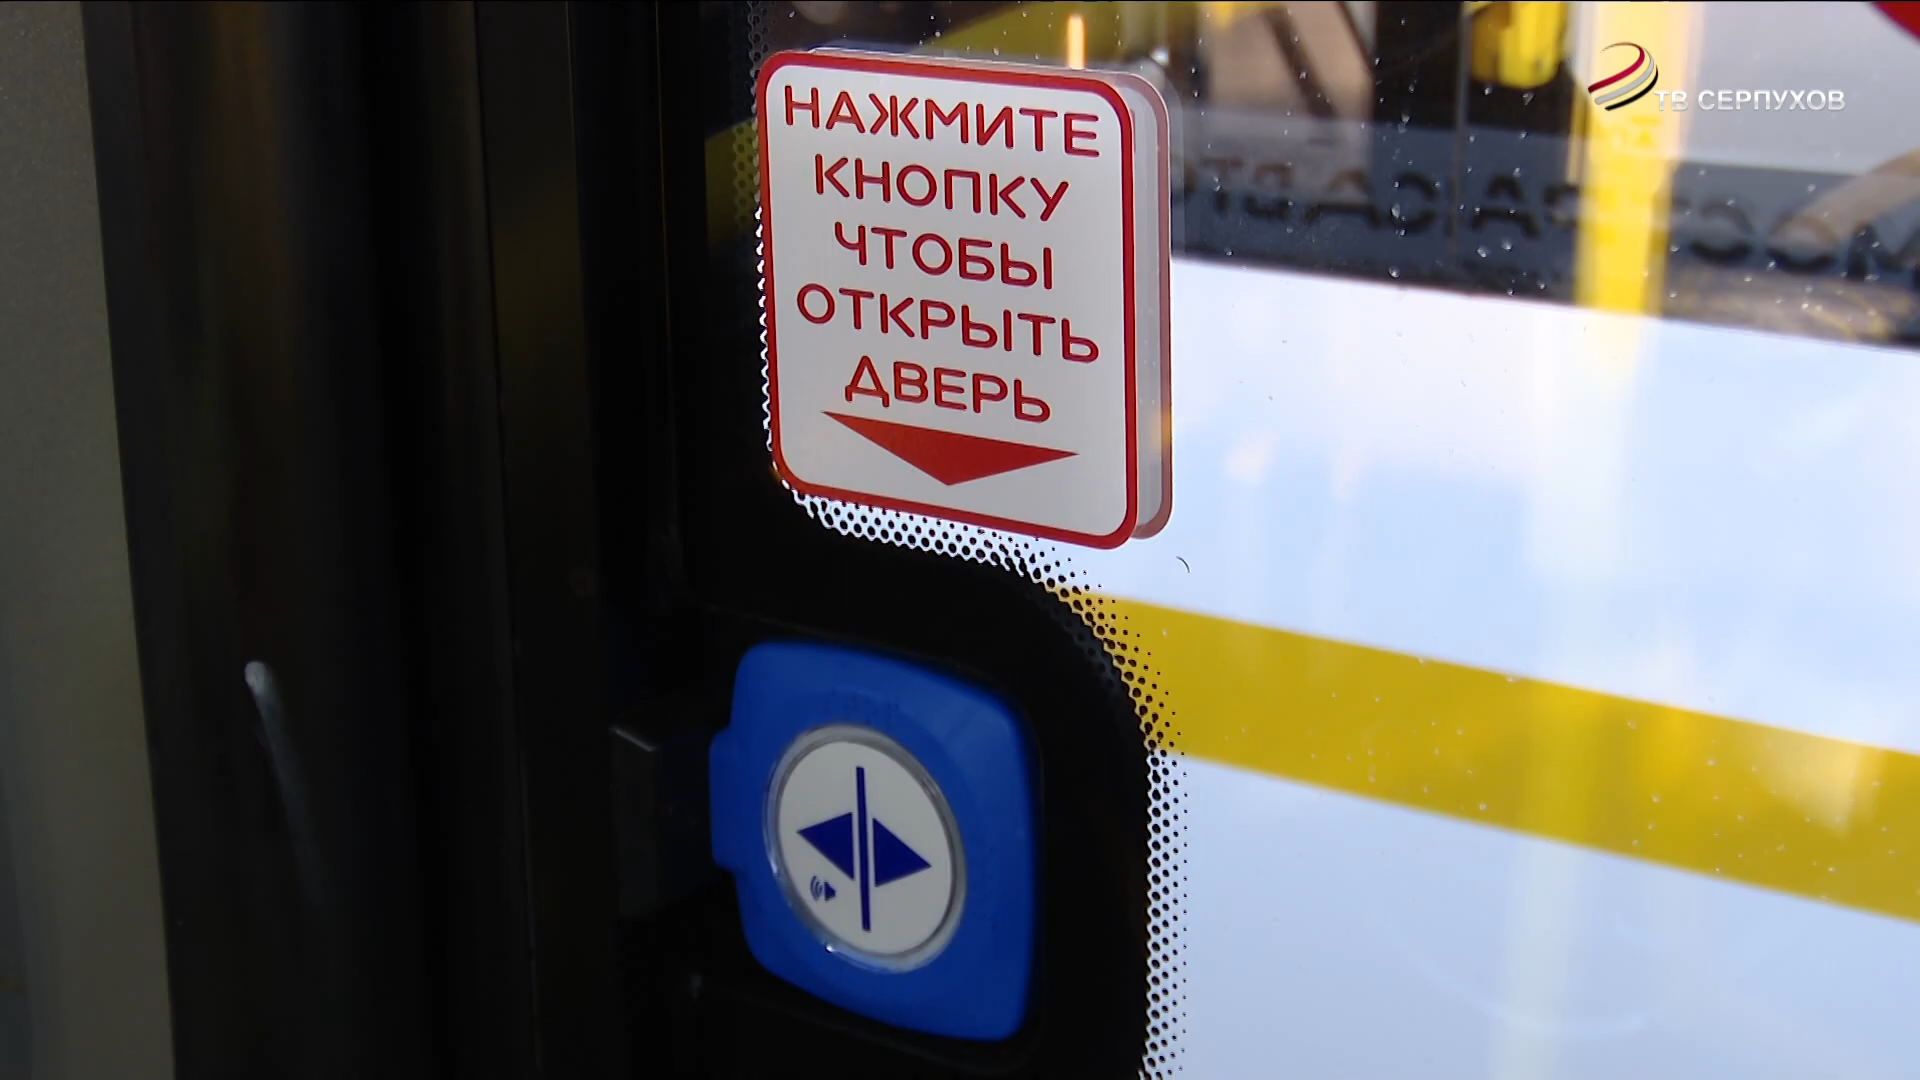 НАЖМИТЕ
КНОПКУ
ЧТОБЫ
ОТКРЫТЬ
ДВЕРЬ
ТВ СЕРПУХОВ